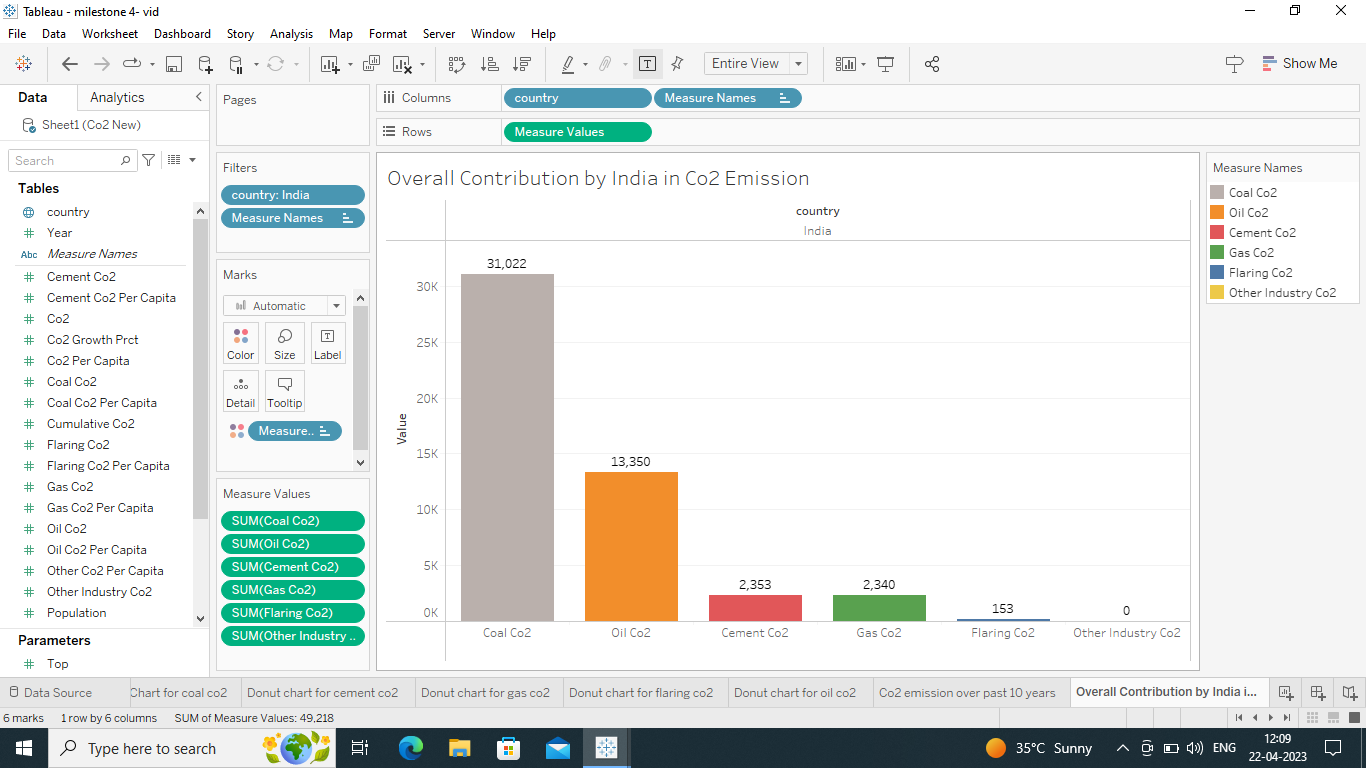 Tableau - milestone 4- vid
File Data Worksheet Dashboard Story Analysis Map Format Server Window Help
Entire View
Show Me
Data Analytics
Sheet1 (Co2 New)
Search
Tables
country
Year
Abc Measure Names
Cement Co2
Cement Co2 Per Capita
Co2
Co2 Growth Prct
Co2 Per Capita
Coal Co2
Coal Co2 Per Capita
Cumulative Co2
Flaring Co2
Flaring Co2 Per Capita
Gas Co2
Gas Co2 Per Capita
Oil Co2
Oil Co2 Per Capita
Other Co2 Per Capita
Other Industry Co2
Population
Parameters
Top
Pages
Filters
country: India
Measure Names
Marks
Automatic
Color Size Label
Detail Tooltip
Measure..
Measure Values
SUM(Coal Co2)
SUM(Oil Co2)
SUM(Cement Co2)
SUM(Gas Co2)
SUM(Flaring Co2)
SUM(Other Industry ..
Columns country Measure Names
Rows Measure Values
Overall Contribution by India in Co2 Emission
country
India
Value
30K
25K
20K
15K
10K
5K
0K
31,022
13,350
2,353
2,340
153
0
Coal Co2 Oil Co2 Cement Co2 Gas Co2 Flaring Co2 Other Industry Co2
Measure Names
Coal Co2
Oil Co2
Cement Co2
Gas Co2
Flaring Co2
Other Industry Co2
Data Source Chart for coal co2 Donut chart for cement co2 Donut chart for gas co2 Donut chart for flaring co2 Donut chart for oil co2 Co2 emission over past 10 years Overall Contribution by India i...
6 marks 1 row by 6 columns SUM of Measure Values: 49,218
Type here to search
35°C Sunny
ENG
12:09
22-04-2023